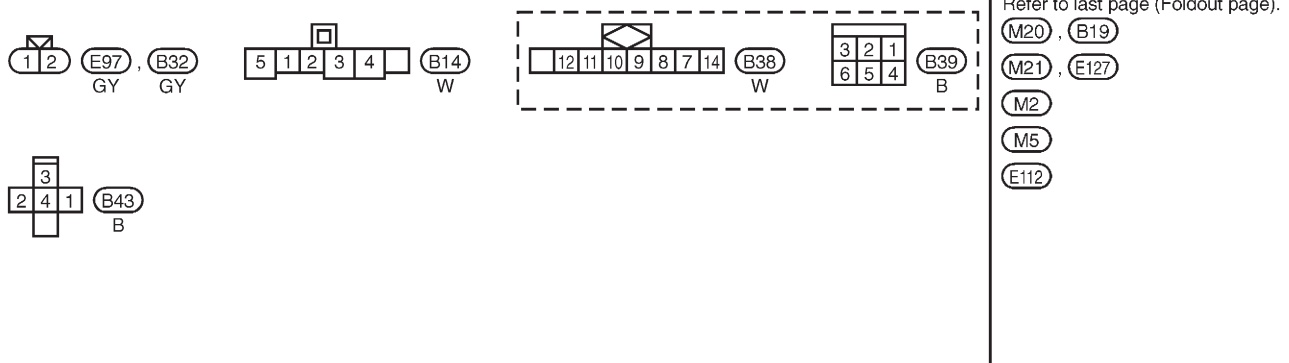 Refer to last page (Foldout page).
1 2 E97 , B32
GY GY
5 1 2 3 4 B14
W
12 11 10 9 8 7 14 B38
W
3 2 1
6 5 4 B39
B
M20 , B19
M21 , E127
M2
M5
E112
3
2 4 1 B43
B